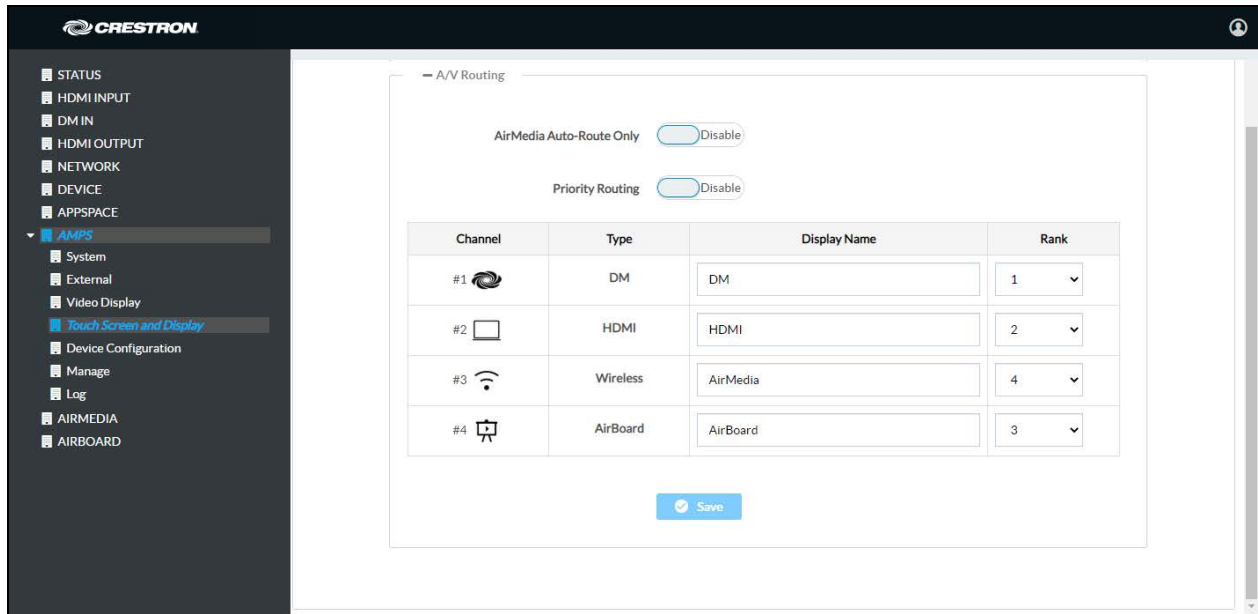 CRESTRON
STATUS
HDMI INPUT
DM IN
HDMI OUTPUT
NETWORK
DEVICE
APPSPACE
AMPS
System
External
Video Display
Touch Screen and Display
Device Configuration
Manage
Log
AIRMEDIA
AIRBOARD
A/V Routing
AirMedia Auto-Route Only Disable
Priority Routing Disable
Channel Type Display Name Rank
#1 DM DM 1
#2 HDMI HDMI 2
#3 Wireless AirMedia 4
#4 AirBoard AirBoard 3
Save